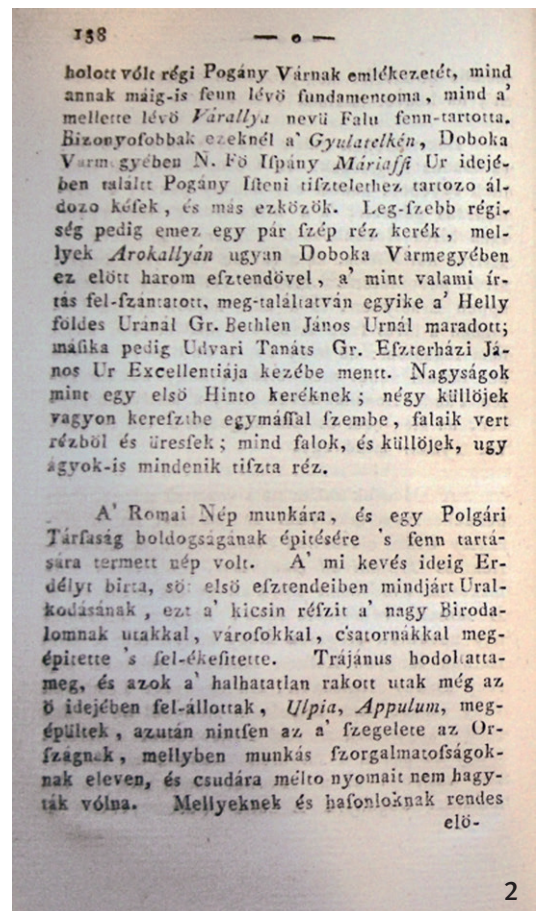 138 — o —
holott vólt régi Pogány Várnak emlékezetét, mind
annak máig-is fenn lévö fundamentoma, mind a'
mellette lévö Várallya nevü Falu fenn-tartotta.
Bizonyoſobbak ezeknél a' Gyulatelkén, Doboka
Varmegyében N. Fö Iſpány Máriaffi Ur idejé-
ben találtt Pogány Iſteni tiſztelethez tartozo ál-
dozo kéſek, és más ezközök. Leg-ſzebb régi-
ség pedig emez egy pár ſzép réz kerék, mel-
lyek Árokallyán ugyan Doboka Vármegyében
ez elött három eſztendövel, a' mint valami ír-
tás fel-ſzántatott, meg-találtatván egyike a' Helly
földes Uránál Gr. Bethlen János Urnál maradott;
máſika pedig Udvari Tanáts Gr. Eſzterházi Já-
nos Ur Excellentiája kezébe mentt. Nagyságok
mint egy elsö Hinto keréknek; négy küllöjek
vagyon kereſztbe egymáſſal ſzembe, falaik vert
rézböl és üresſek; mind falok, és küllöjek, ugy
agyok-is mindenik tiſzta réz.
A' Romai Nép munkára, és egy Polgári
Tárſaság boldogságának épitésére 's fenn tartá-
sára termett nép volt. A' mi kevés ideig Er-
délyt birta, söt elsö eſztendeiben mindjárt Ural-
kodásának, ezt a' kicsin réſzit a' nagy Biroda-
lomnak utakkal, városokkal, csatornákkal meg-
épitette 's fel-ékeſitette. Trájánus hodoltatta-
meg, és azok a' halhatatlan rakott utak még az
ö idejében fel-állottak, Ulpia, Appulum, meg-
épültek, azután nintſen az a' ſzegelete az Or-
ſzágnak, mellyben munkás ſzorgalmatoſságok-
nak eleven, és csudára mélto nyomait nem hagy-
ták vólna. Mellyeknek és haſonloknak rendes
elö-
2